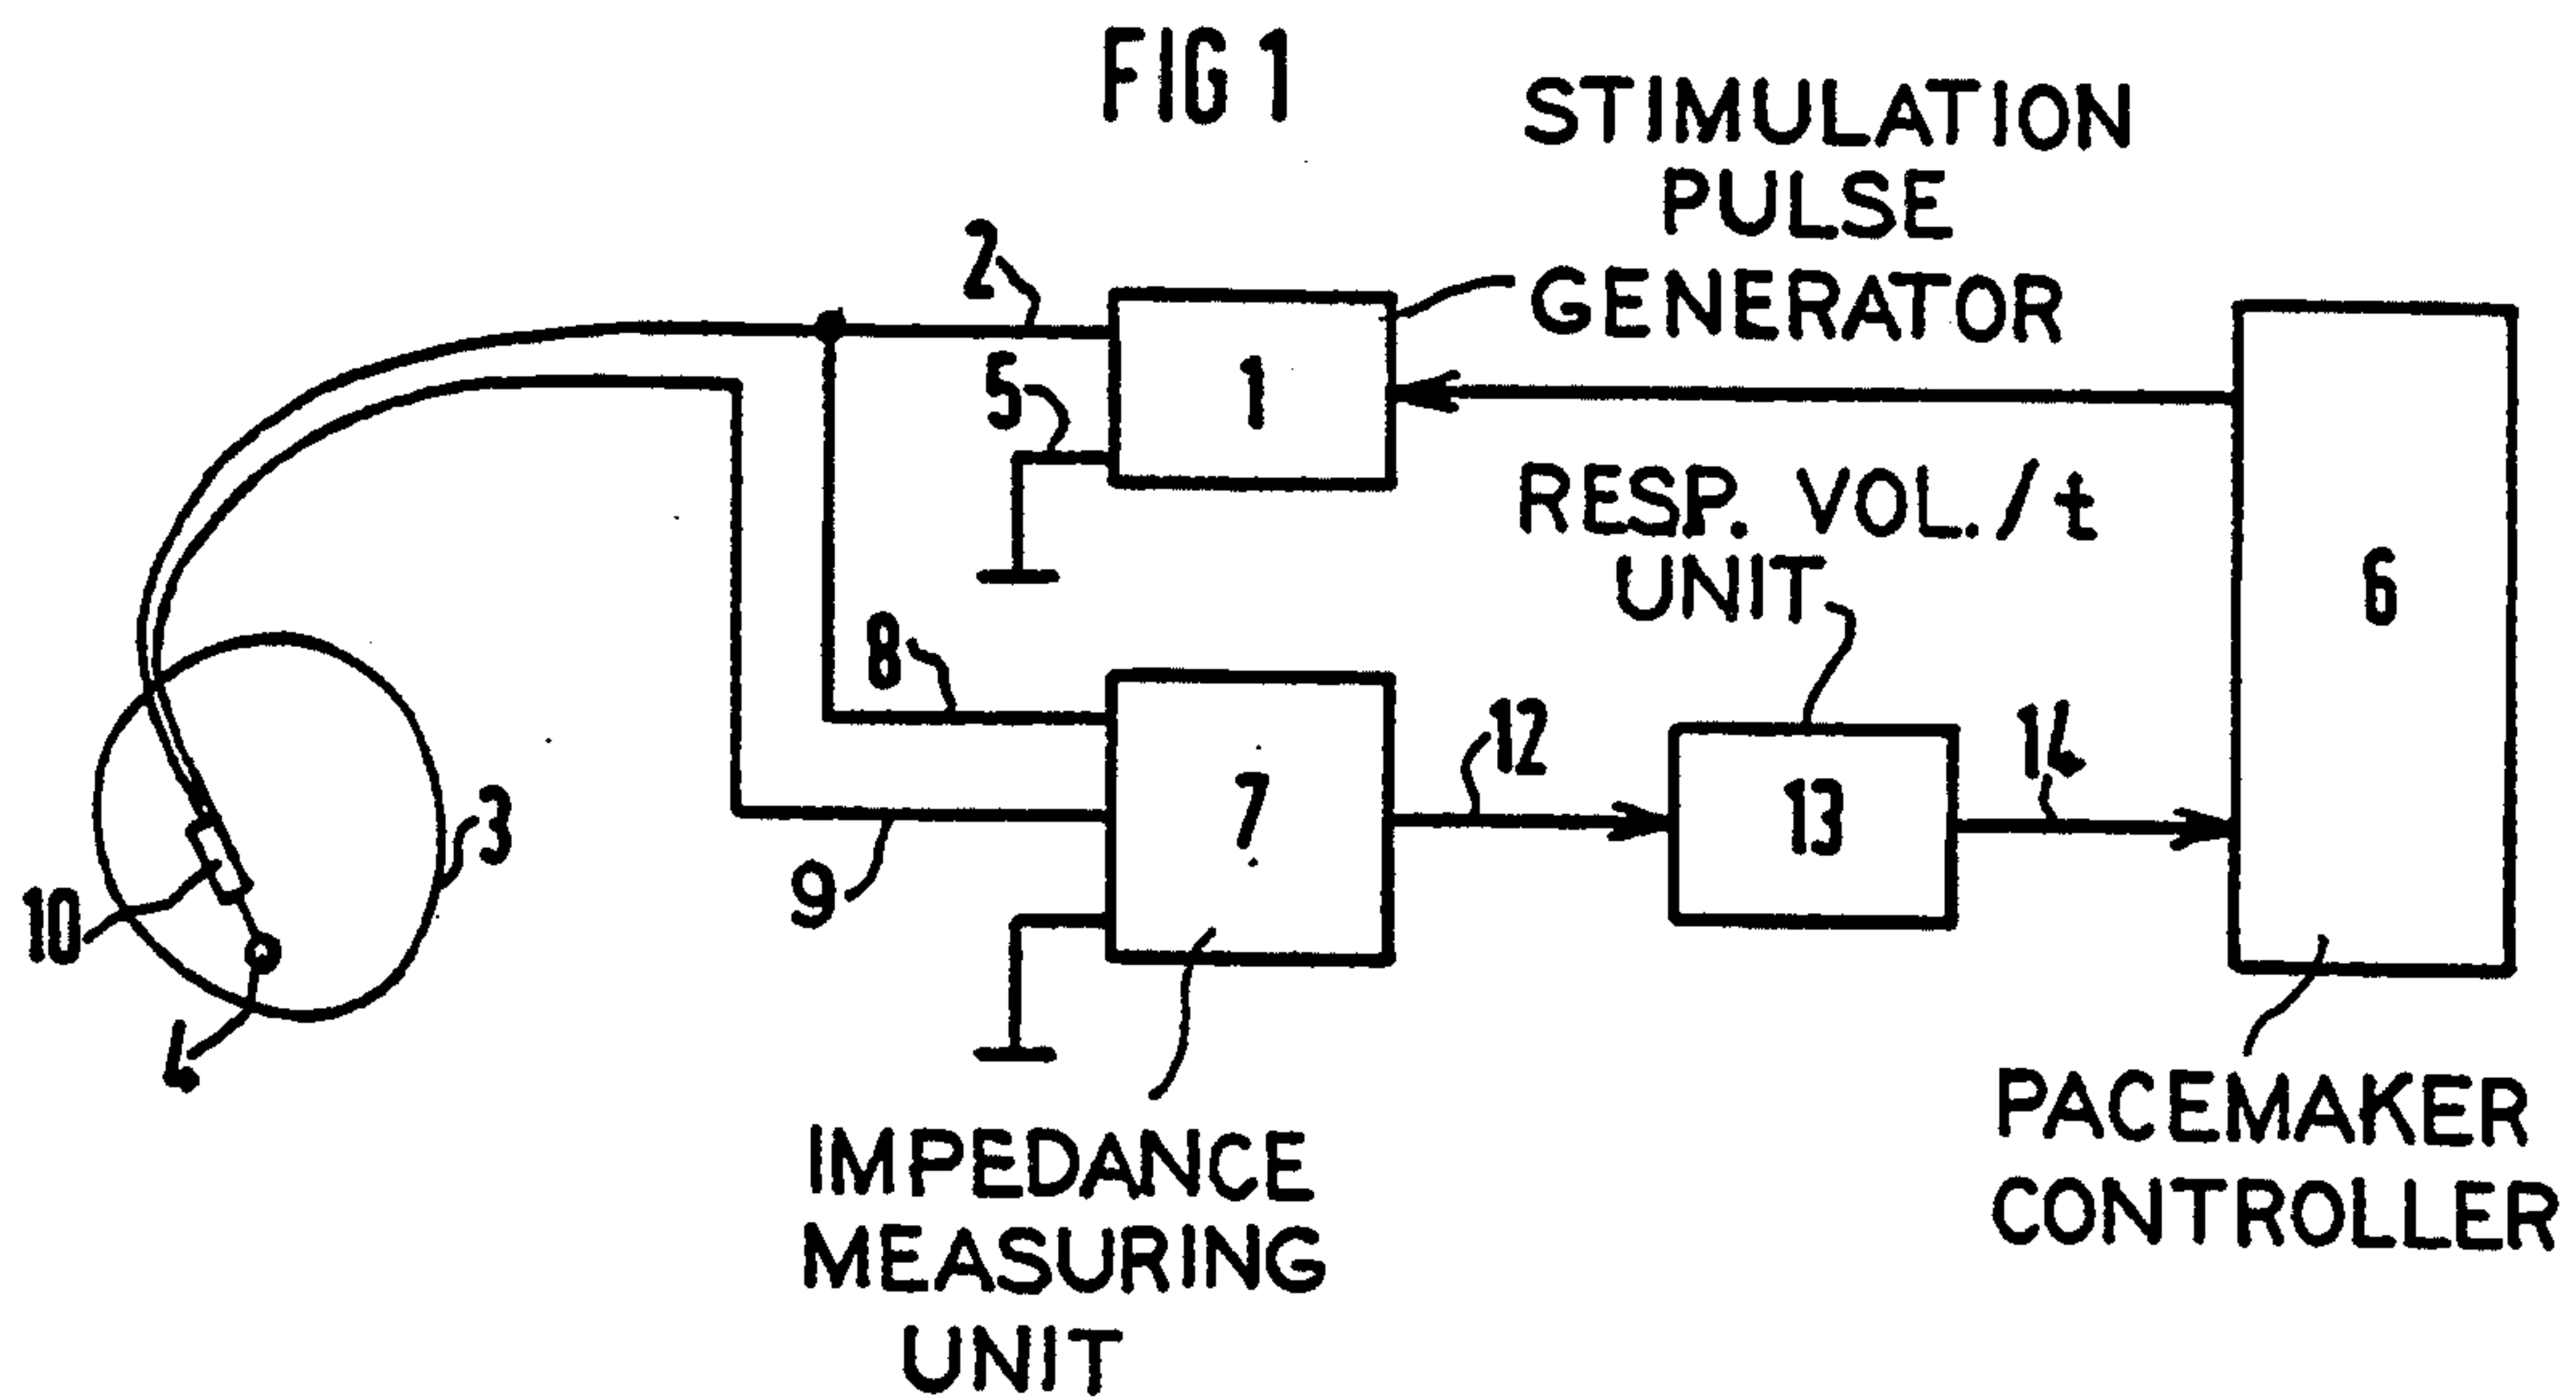 FIG 1
STIMULATION
PULSE
GENERATOR
2
5
1
RESP. VOL./t
UNIT
6
8
7
12
13
14
9
3
10
4
IMPEDANCE
MEASURING
UNIT
PACEMAKER
CONTROLLER